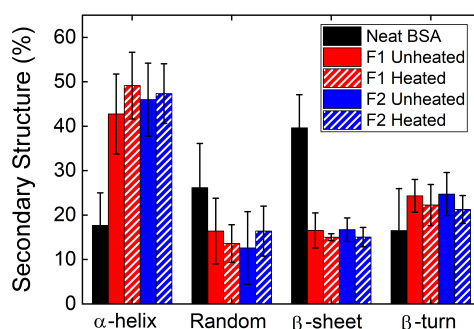 Secondary Structure (%)
60
50
40
30
20
10
0
Neat BSA
F1 Unheated
F1 Heated
F2 Unheated
F2 Heated
α-helix Random β-sheet β-turn